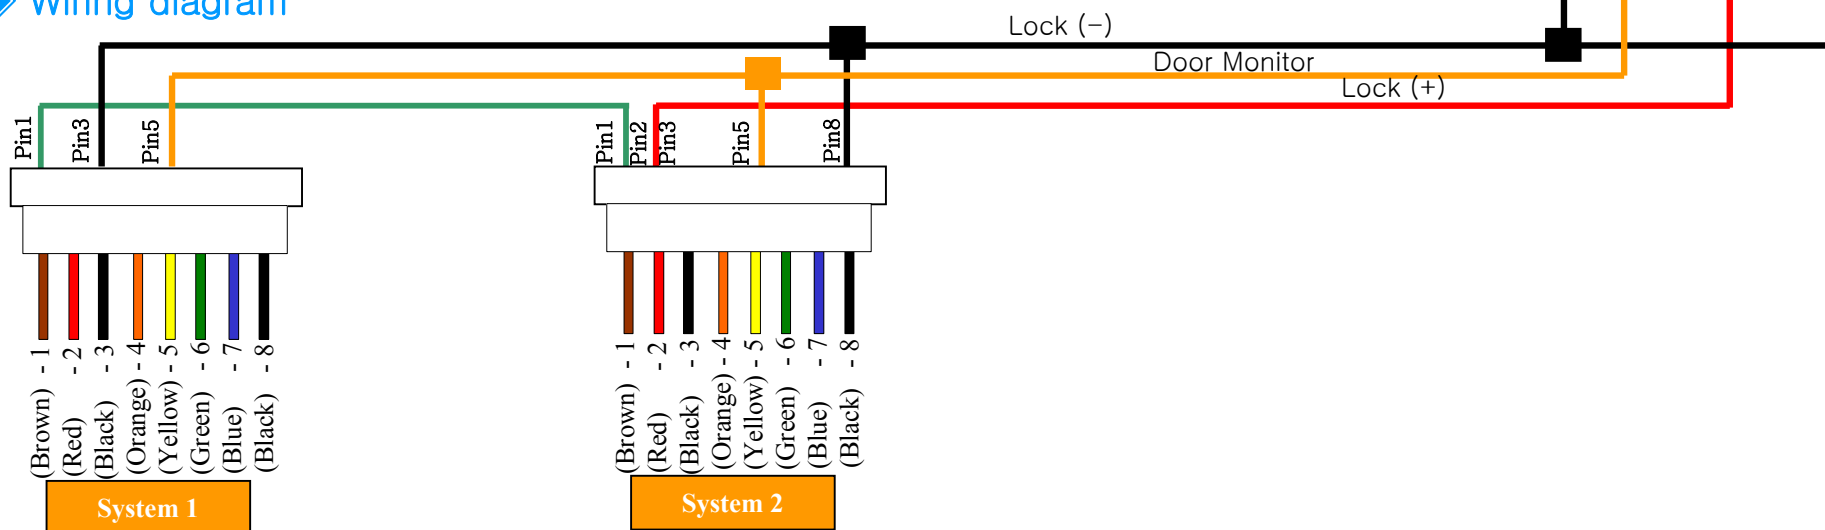 Wiring diagram
Lock (-)
Door Monitor
Lock (+)
Pin1
Pin3
Pin5
Pin1
Pin2
Pin3
Pin5
Pin8
(Brown) - 1
(Red) - 2
(Black) - 3
(Orange) - 4
(Yellow) - 5
(Green) - 6
(Blue) - 7
(Black) - 8
(Brown) - 1
(Red) - 2
(Black) - 3
(Orange) - 4
(Yellow) - 5
(Green) - 6
(Blue) - 7
(Black) - 8
System 1
System 2